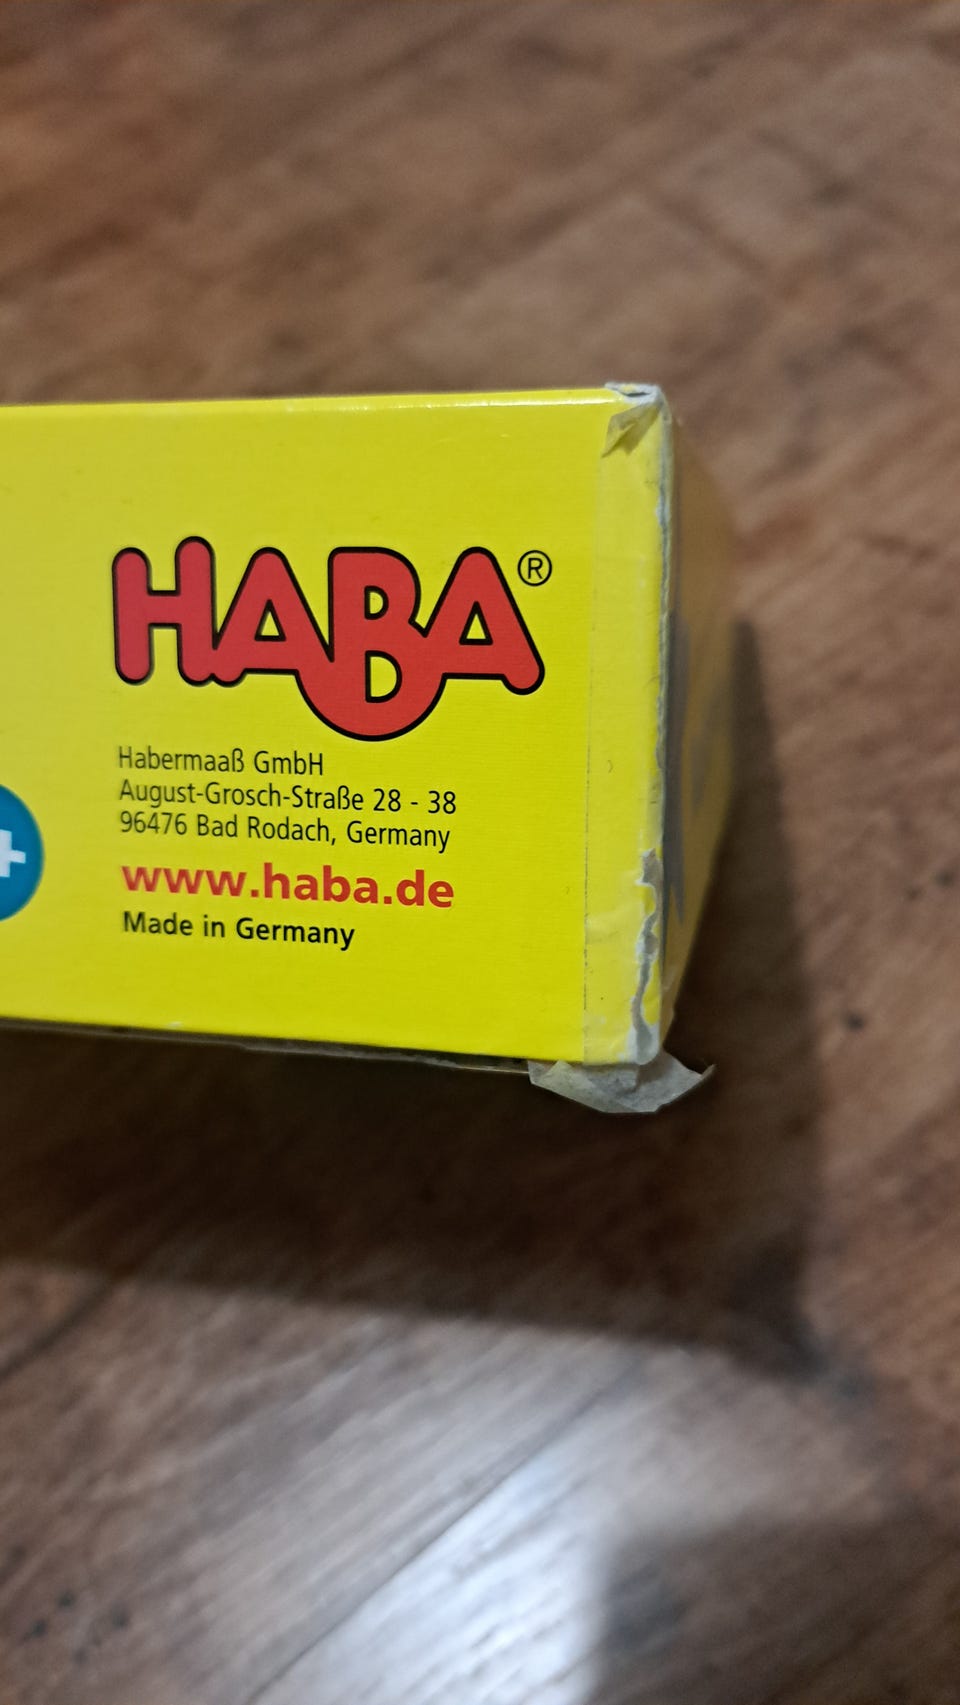 HABA®
Habermaaß GmbH
August-Grosch-Straße 28 - 38
96476 Bad Rodach, Germany
www.haba.de
Made in Germany
+